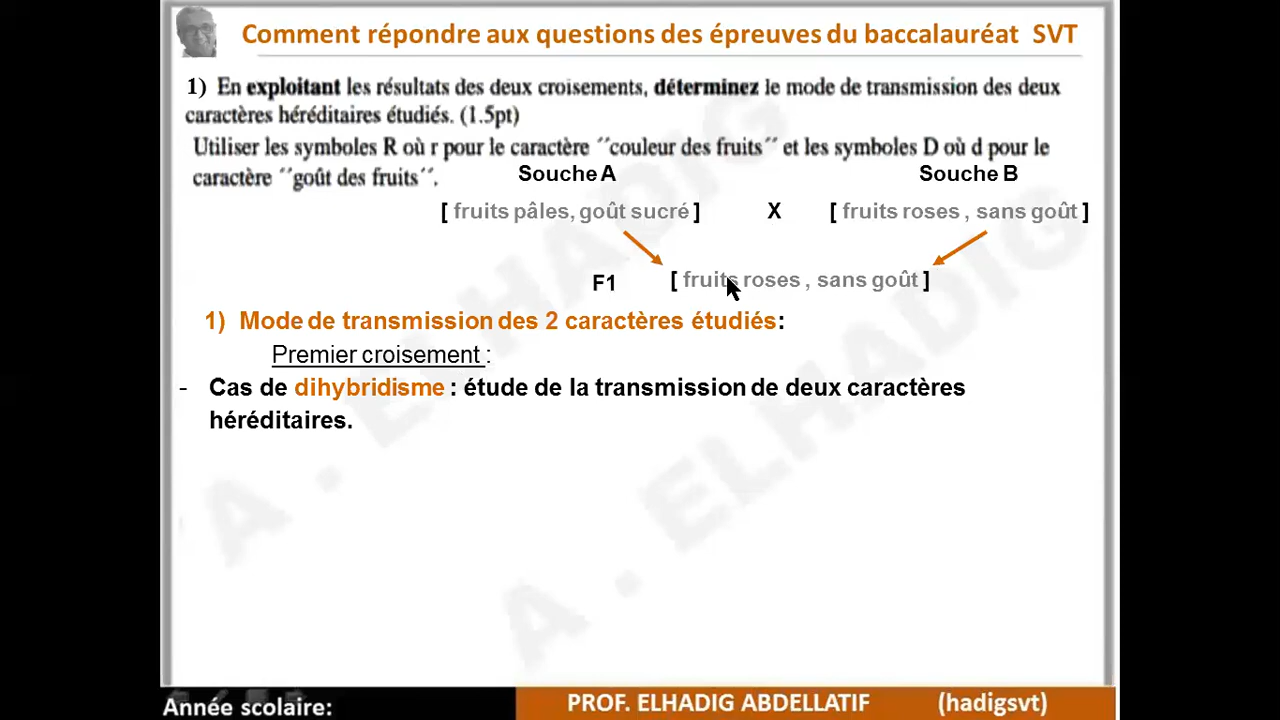 Comment répondre aux questions des épreuves du baccalauréat SVT
1) En exploitant les résultats des deux croisements, déterminez le mode de transmission des deux
caractères héréditaires étudiés. (1.5pt)
Utiliser les symboles R où r pour le caractère ´´couleur des fruits´´ et les symboles D où d pour le
caractère ´´goût des fruits´´.
Souche A Souche B
[ fruits pâles, goût sucré ] X [ fruits roses , sans goût ]
F1 [ fruits roses , sans goût ]
1) Mode de transmission des 2 caractères étudiés:
Premier croisement :
- Cas de dihybridisme : étude de la transmission de deux caractères
héréditaires.
A . ELHADIG
A . ELHADIG
Année scolaire: PROF. ELHADIG ABDELLATIF (hadigsvt)